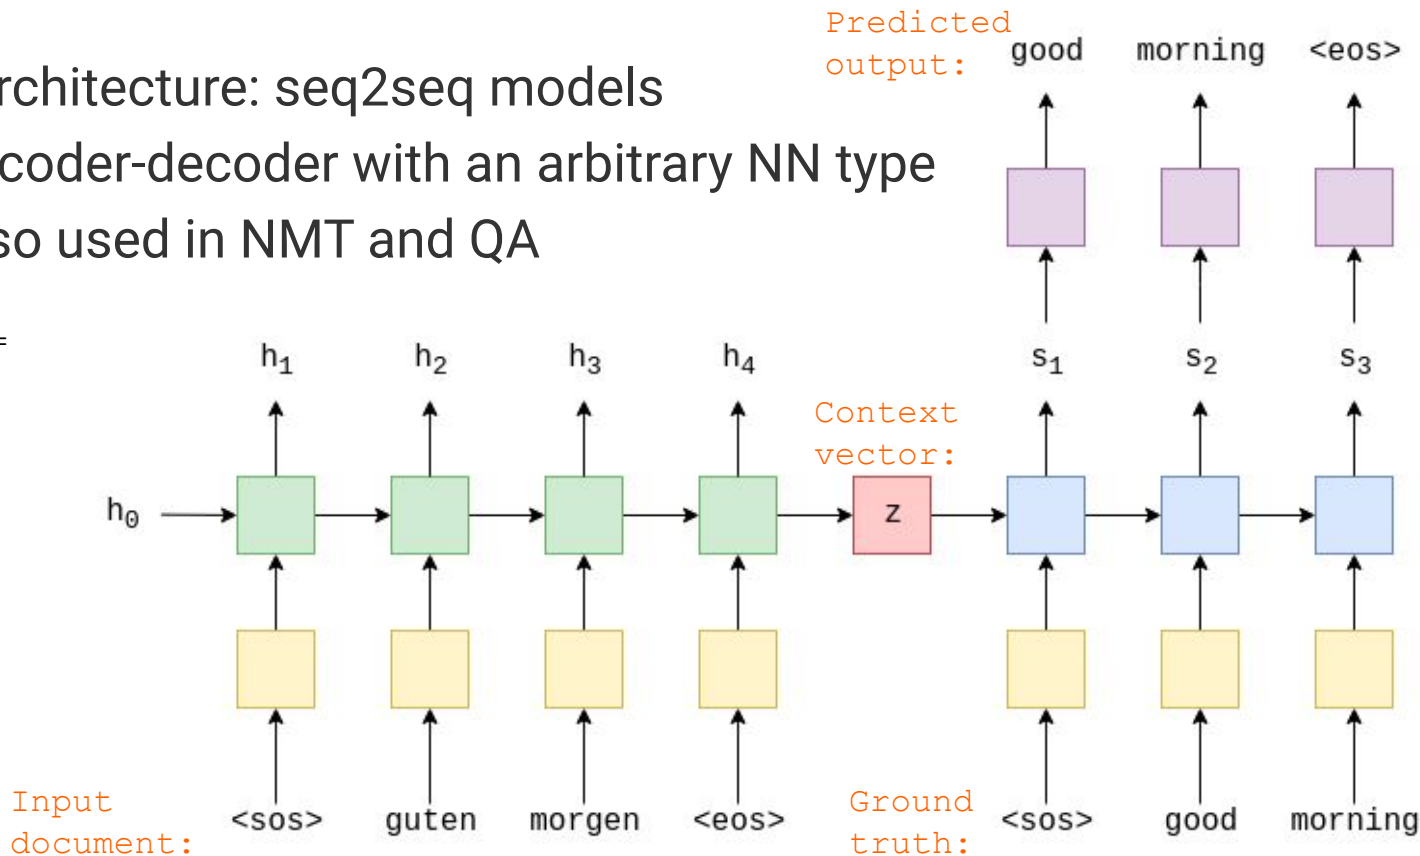 Predicted
output: good morning <eos>
rchitecture: seq2seq models
coder-decoder with an arbitrary NN type
so used in NMT and QA
=
h1 h2 h3 h4 s1 s2 s3
Context
vector:
h0 z
Input
document: <sos> guten morgen <eos>
Ground
truth: <sos> good morning